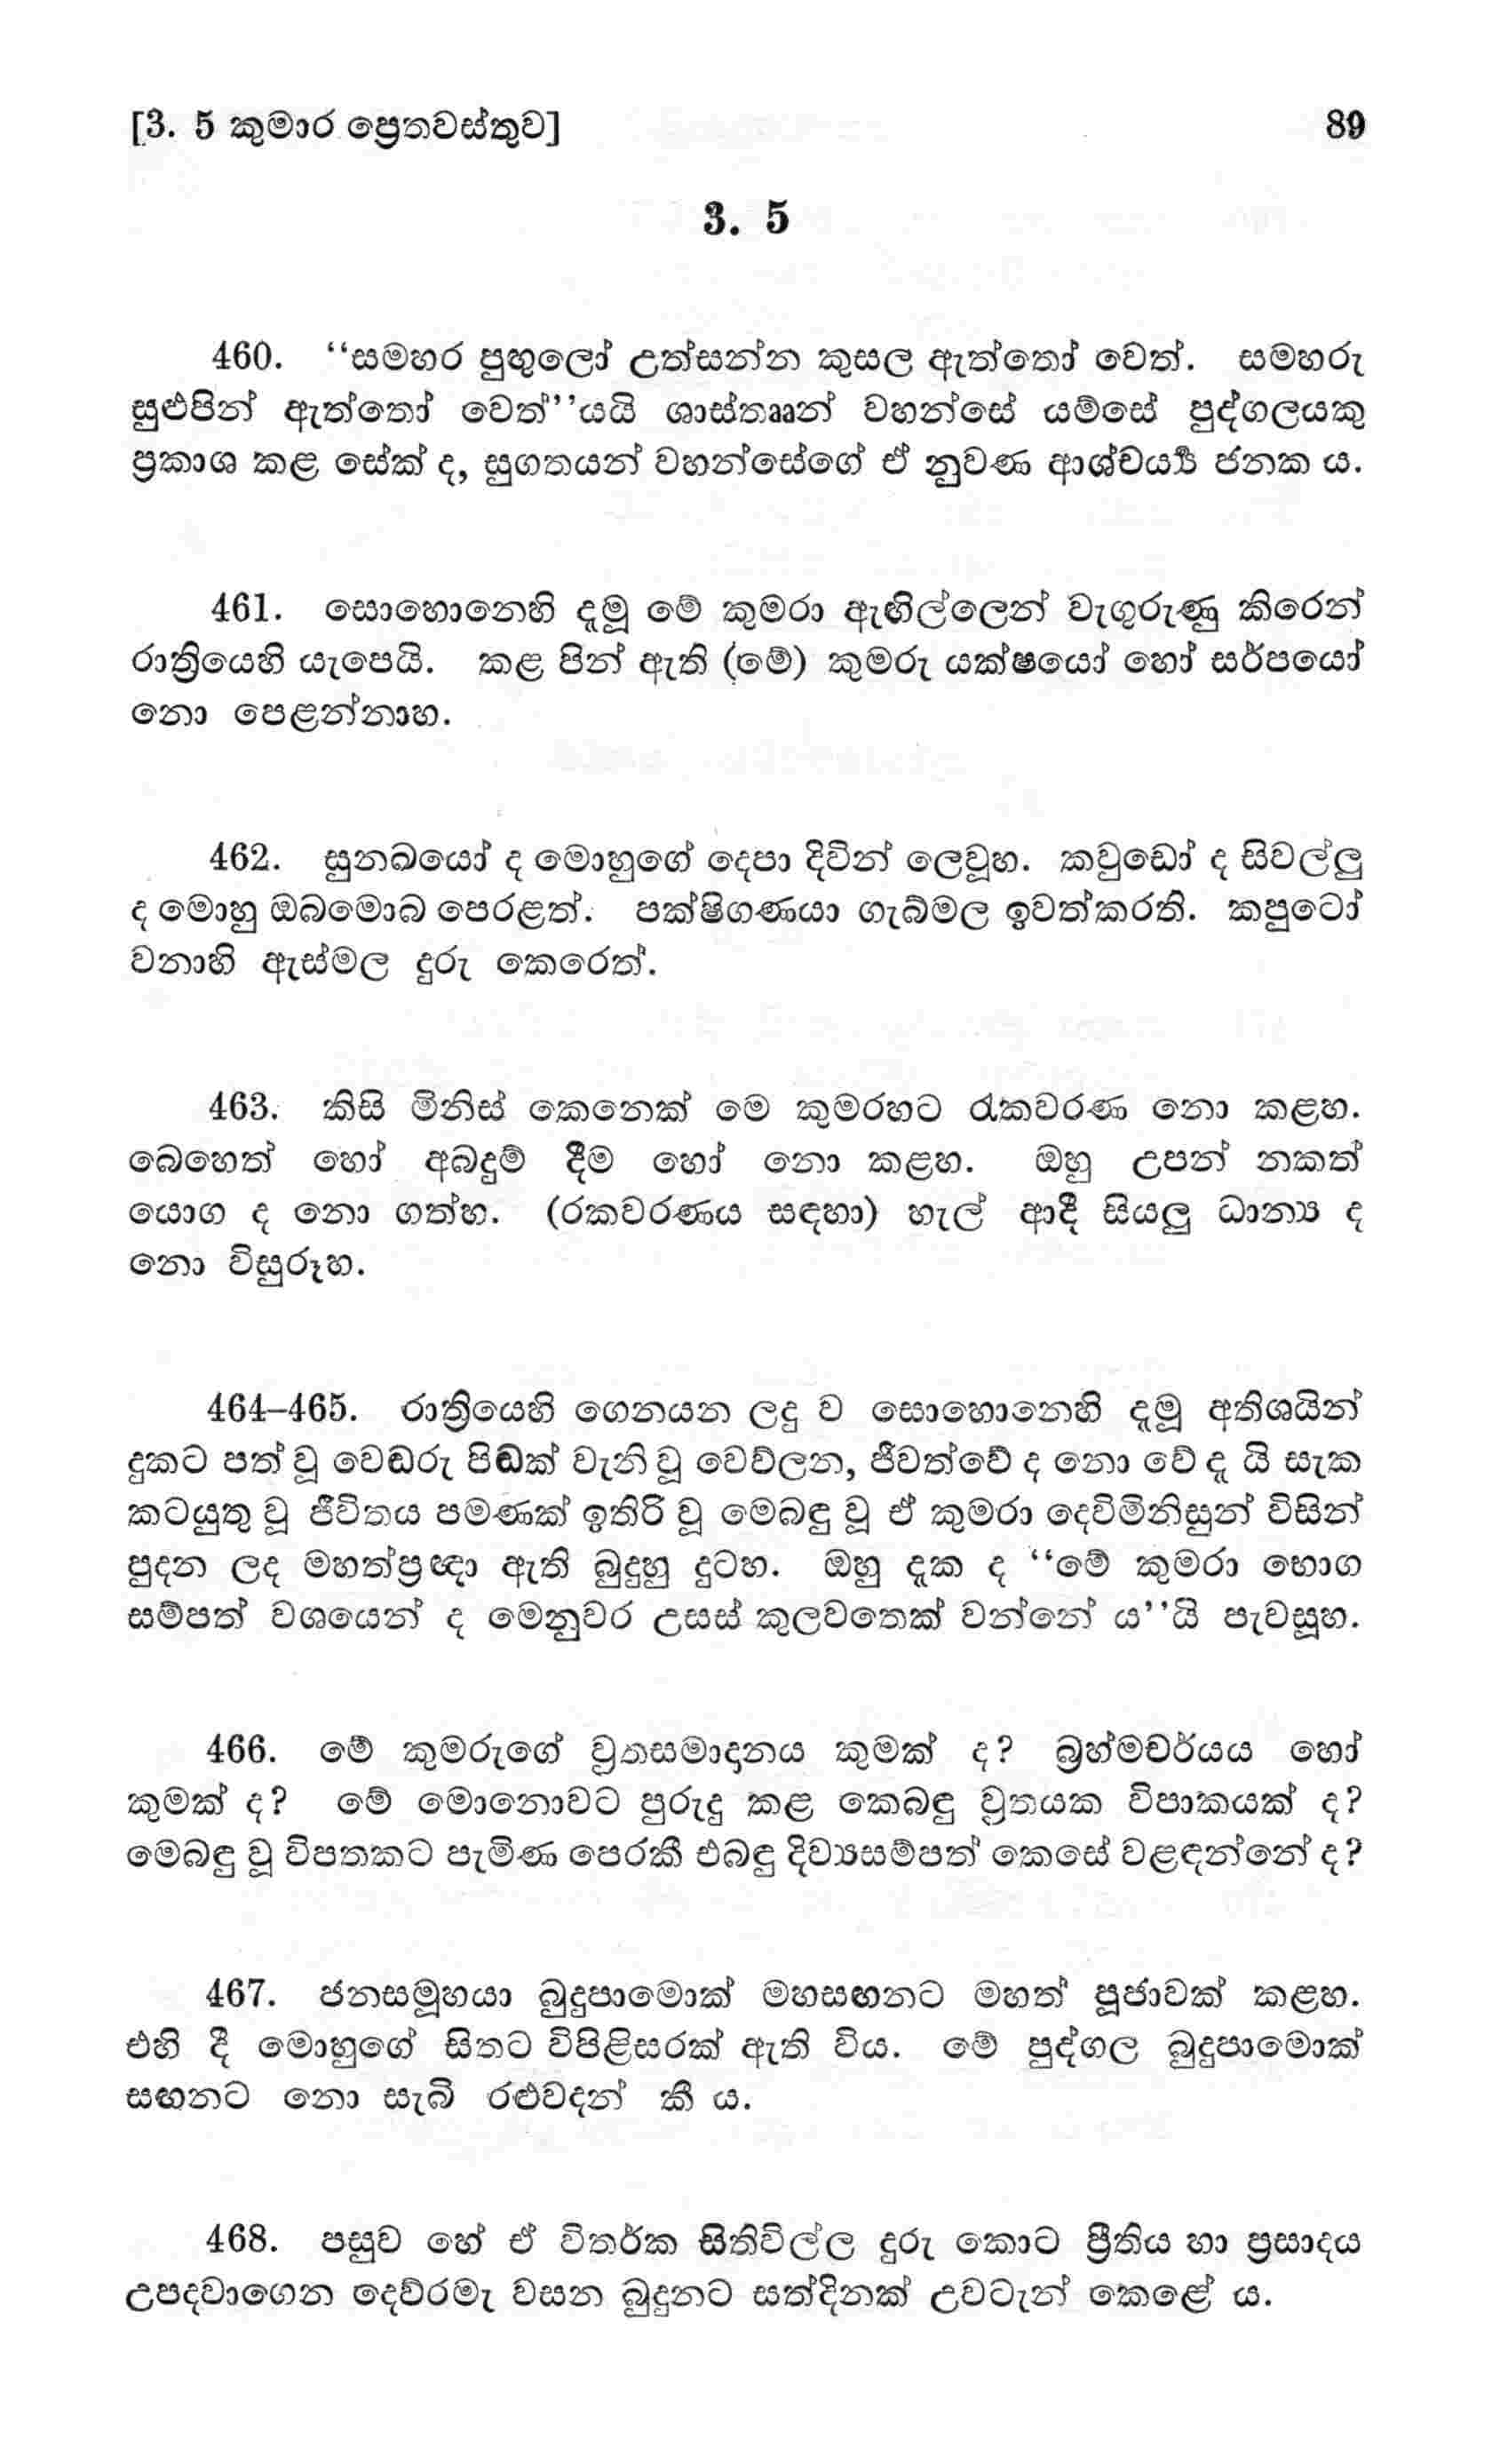 [3. 5 කුමාර ප්‍රෙතවස්තුව] 89
3. 5
460. ‘‘සමහර පුඟුලෝ උත්සන්න කුසල ඇත්තෝ වෙත්. සමහරු
සුළුපින් ඇත්තෝ වෙත්’’යයි ශාස්තෲන් වහන්සේ යම්සේ පුද්ගලයකු
ප්‍රකාශ කළ සේක් ද, සුගතයන් වහන්සේගේ ඒ නුවණ ආශ්චර්‍ය්‍ය ජනක ය.
461. සොහොනෙහි දැමූ මේ කුමරා ඇඟිල්ලෙන් වැගුරුණු කිරෙන්
රාත්‍රියෙහි යැපෙයි. කළ පින් ඇති (මේ) කුමරු යක්ෂයෝ හෝ සර්පයෝ
නො පෙළන්නාහ.
462. සුනඛයෝ ද මොහුගේ දෙපා දිවින් ලෙවූහ. කවුඩෝ ද සිවල්ලු
ද මොහු ඔබමොබ පෙරළත්. පක්ෂිගණයා ගැබ්මල ඉවත්කරති. කපුටෝ
වනාහි ඇස්මල දුරු කෙරෙත්.
463. කිසි මිනිස් කෙනෙක් මෙ කුමරහට රැකවරණ නො කළහ.
බෙහෙත් හෝ අබදුම් දීම හෝ නො කළහ. ඔහු උපන් නකත්
යොග ද නො ගත්හ. (රකවරණය සඳහා) හැල් ආදී සියලු ධාන්‍ය ද
නො විසුරූහ.
464–465. රාත්‍රියෙහි ගෙනයන ලදු ව සොහොනෙහි දැමූ අතිශයින්
දුකට පත් වූ වෙඬරු පිඬක් වැනි වූ වෙව්ලන, ජීවත්වේ ද නො වේ දැ යි සැක
කටයුතු වූ ජීවිතය පමණක් ඉතිරි වූ මෙබඳු වූ ඒ කුමරා දෙව්මිනිසුන් විසින්
පුදන ලද මහත්ප්‍රඥා ඇති බුදුහු දුටහ. ඔහු දැක ද ‘‘මේ කුමරා භොග
සම්පත් වශයෙන් ද මෙනුවර උසස් කුලවතෙක් වන්නේ ය’’යි පැවසූහ.
466. මේ කුමරුගේ ව්‍රතසමාදානය කුමක් ද? බ්‍රහ්මචර්යය හෝ
කුමක් ද? මේ මොනොවට පුරුදු කළ කෙබඳු ව්‍රතයක විපාකයක් ද?
මෙබඳු වූ විපතකට පැමිණ පෙරකී එබඳු දිව්‍යසම්පත් කෙසේ වළඳන්නේ ද?
467. ජනසමූහයා බුදුපාමොක් මහසඟනට මහත් පූජාවක් කළහ.
එහි දී මොහුගේ සිතට විපිළිසරක් ඇති විය. මේ පුද්ගල බුදුපාමොක්
සඟනට නො සැබි රළුවදන් කී ය.
468. පසුව හේ ඒ විතර්ක සිතිවිල්ල දුරු කොට ප්‍රීතිය හා ප්‍රසාදය
උපදවාගෙන දෙව්රමැ වසන බුදුනට සත්දිනක් උවටැන් කෙළේ ය.